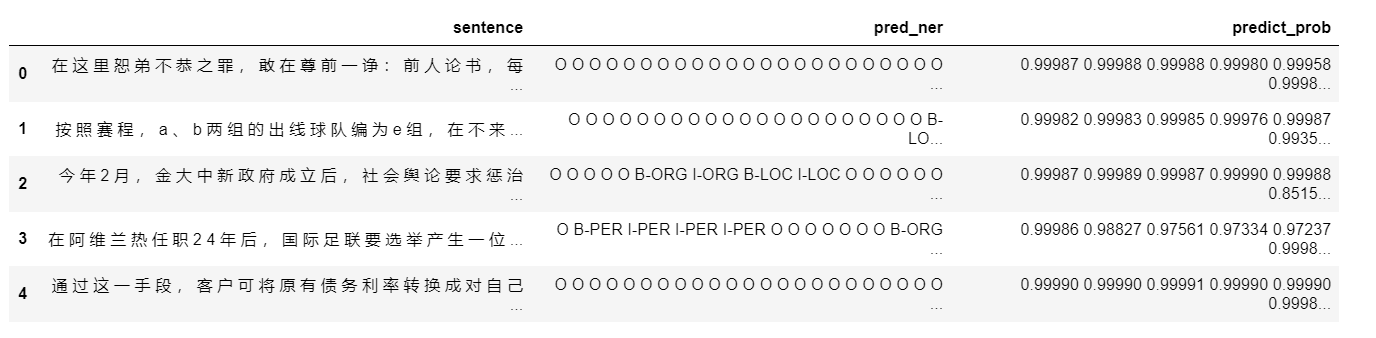 sentence pred_ner predict_prob
0 在 这 里 恕 弟 不 恭 之 罪 ， 敢 在 尊 前 一 诤 ： 前 人 论 书 ， 每 O O O O O O O O O O O O O O O O O O O O O O O 0.99987 0.99988 0.99988 0.99980 0.99958
... ... 0.9998...
1 按 照 赛 程 ， a 、 b 两 组 的 出 线 球 队 编 为 e 组 ， 在 不 来 ... O O O O O O O O O O O O O O O O O O O O O B- 0.99982 0.99983 0.99985 0.99976 0.99987
LO... 0.9935...
2 今 年 2 月 ， 金 大 中 新 政 府 成 立 后 ， 社 会 舆 论 要 求 惩 治 O O O O O B-ORG I-ORG B-LOC I-LOC O O O O O O 0.99987 0.99989 0.99987 0.99990 0.99988
... ... 0.8515...
3 在 阿 维 兰 热 任 职 2 4 年 后 ， 国 际 足 联 要 选 举 产 生 一 位 ... O B-PER I-PER I-PER I-PER O O O O O O O B-ORG 0.99986 0.98827 0.97561 0.97334 0.97237
... 0.9998...
4 通 过 这 一 手 段 ， 客 户 可 将 原 有 债 务 利 率 转 换 成 对 自 己 O O O O O O O O O O O O O O O O O O O O O O O 0.99990 0.99990 0.99991 0.99990 0.99990
... ... 0.9998...